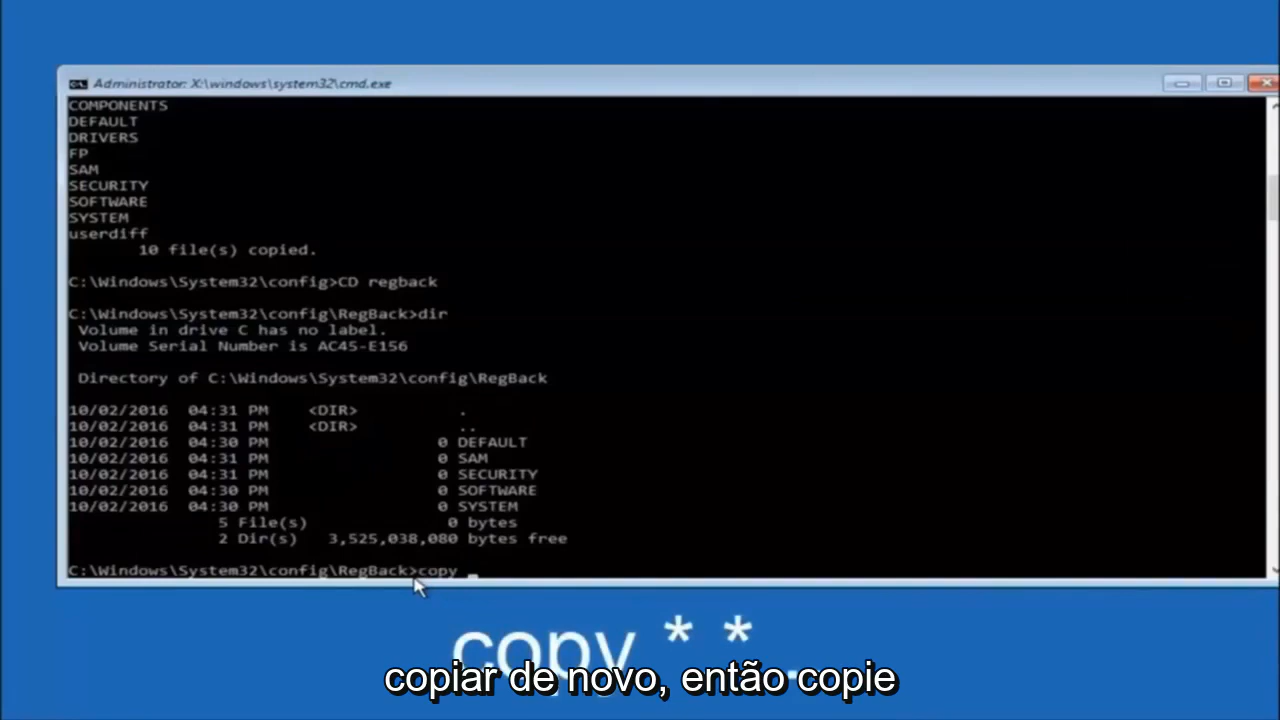 Administrator: X:\windows\system32\cmd.exe
COMPONENTS
DEFAULT
DRIVERS
FP
SAM
SECURITY
SOFTWARE
SYSTEM
userdiff
10 file(s) copied.
C:\Windows\System32\config>CD regback
C:\Windows\System32\config\RegBack>dir
Volume in drive C has no label.
Volume Serial Number is AC45-E156
Directory of C:\Windows\System32\config\RegBack
10/02/2016 04:31 PM <DIR> .
10/02/2016 04:31 PM <DIR> ..
10/02/2016 04:30 PM 0 DEFAULT
10/02/2016 04:31 PM 0 SAM
10/02/2016 04:31 PM 0 SECURITY
10/02/2016 04:30 PM 0 SOFTWARE
10/02/2016 04:30 PM 0 SYSTEM
5 File(s) 0 bytes
2 Dir(s) 3,525,038,080 bytes free
C:\Windows\System32\config\RegBack>copy _
copy * *
copiar de novo, então copie